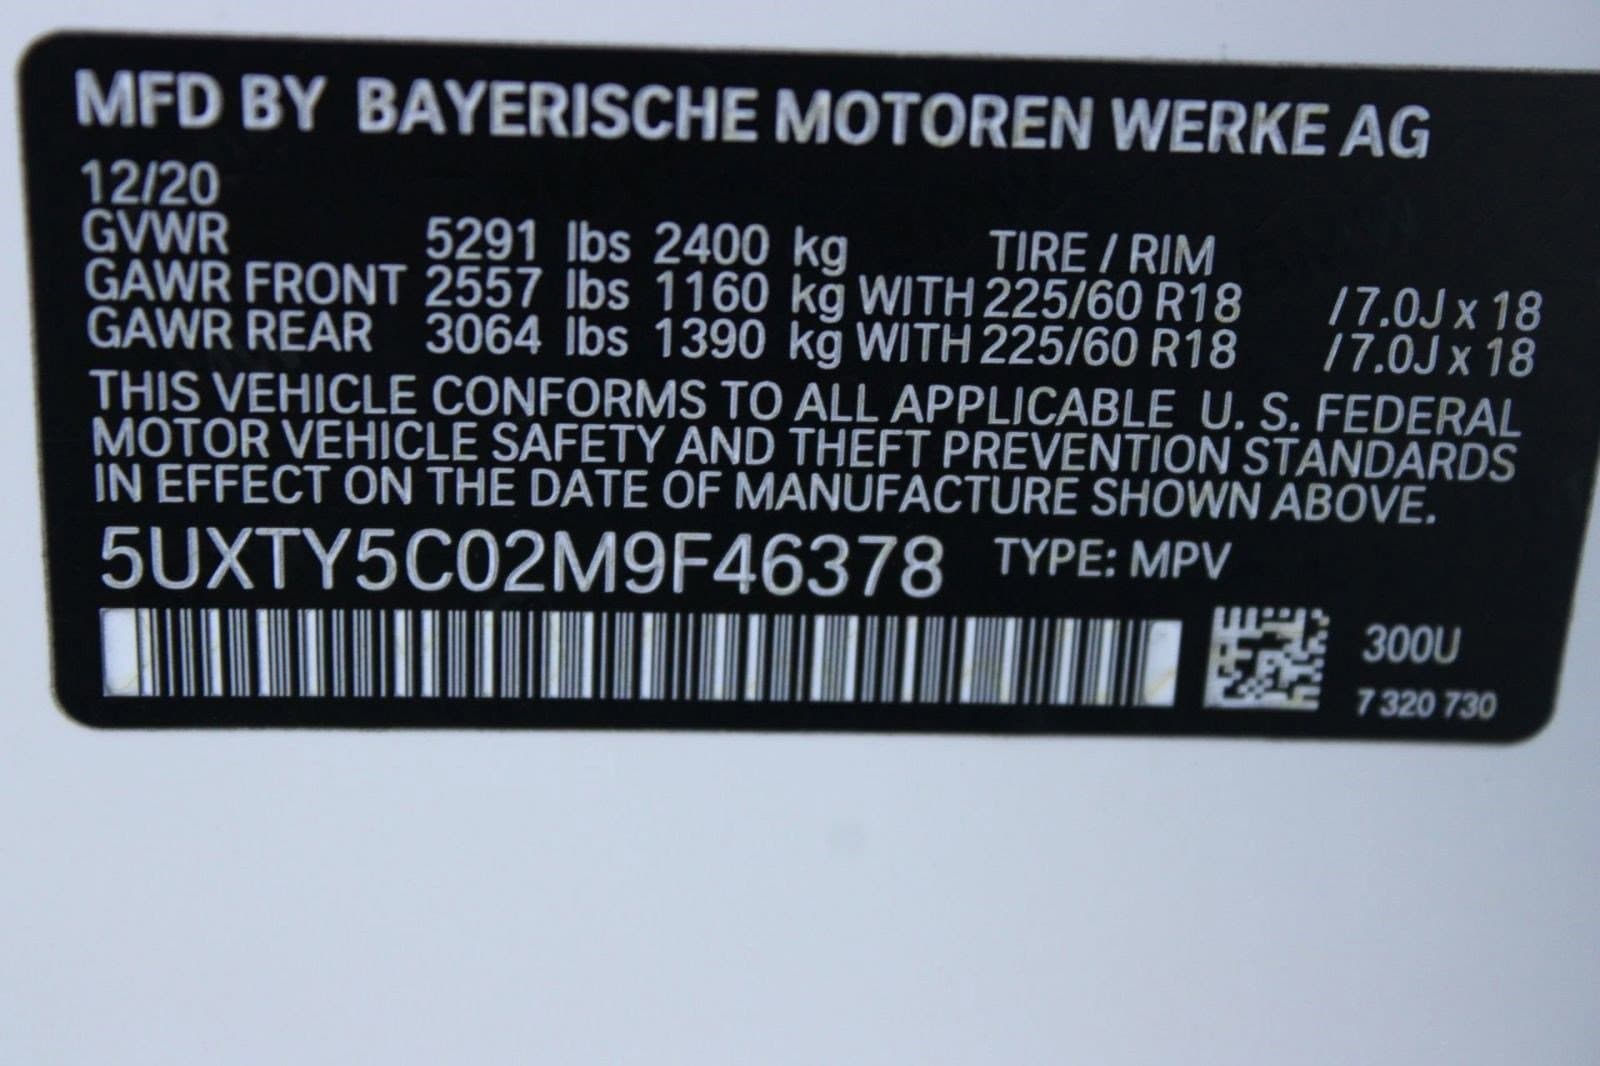 MFD BY BAYERISCHE MOTOREN WERKE AG
12/20
GVWR 5291 lbs 2400 kg TIRE / RIM
GAWR FRONT 2557 lbs 1160 kg WITH 225/60 R18 /7.0J x 18
GAWR REAR 3064 lbs 1390 kg WITH 225/60 R18 /7.0J x 18
THIS VEHICLE CONFORMS TO ALL APPLICABLE U. S. FEDERAL
MOTOR VEHICLE SAFETY AND THEFT PREVENTION STANDARDS
IN EFFECT ON THE DATE OF MANUFACTURE SHOWN ABOVE.
5UXTY5C02M9F46378 TYPE: MPV
300U
7 320 730